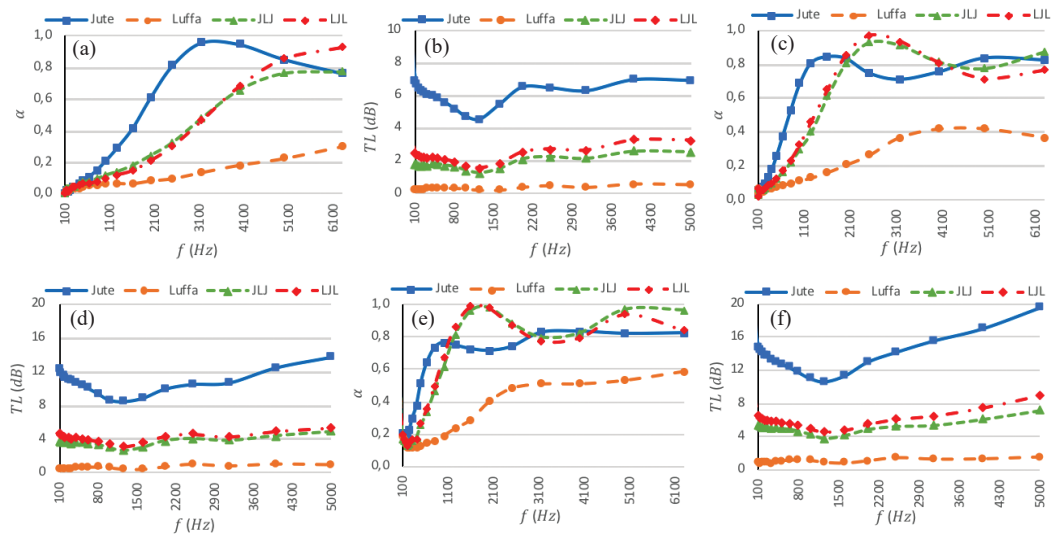 Jute Luffa JLJ LJL
(a)
1,0
0,8
0,6
0,4
0,2
0,0
α
100 1100 2100 3100 4100 5100 6100
f (Hz)
Jute Luffa JLJ LJL
(b)
10
8
6
4
2
0
TL (dB)
100 800 1500 2200 2900 3600 4300 5000
f (Hz)
Jute Luffa JLJ LJL
(c)
1,0
0,8
0,6
0,4
0,2
0,0
α
100 1100 2100 3100 4100 5100 6100
f (Hz)
Jute Luffa JLJ LJL
(d)
20
16
12
8
4
0
TL (dB)
100 800 1500 2200 2900 3600 4300 5000
f (Hz)
Jute Luffa JLJ LJL
(e)
1,0
0,8
0,6
0,4
0,2
0,0
α
100 1100 2100 3100 4100 5100 6100
f (Hz)
Jute Luffa JLJ LJL
(f)
20
16
12
8
4
0
TL (dB)
100 800 1500 2200 2900 3600 4300 5000
f (Hz)